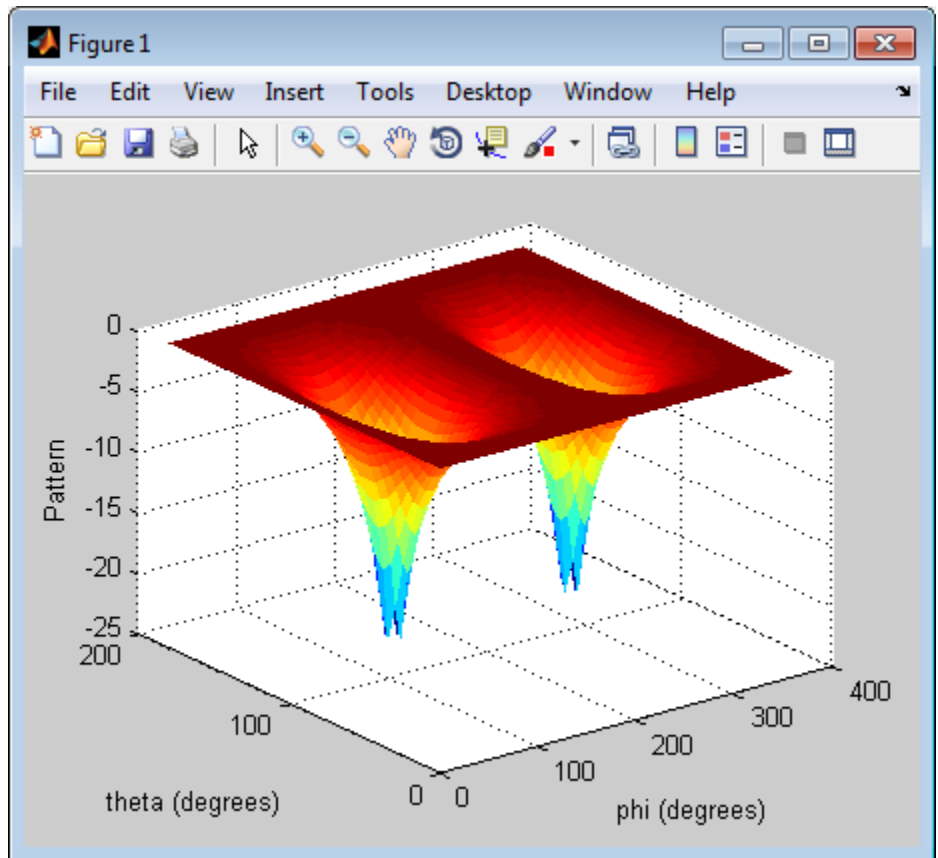 Figure 1
File Edit View Insert Tools Desktop Window Help
0
-5
-10
-15
-20
-25
Pattern
200
100
0
theta (degrees)
0
100
200
300
400
phi (degrees)